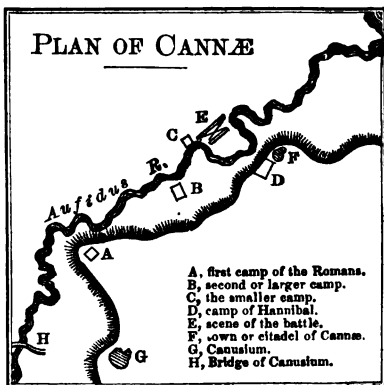 PLAN OF CANNÆ
Aufidus R.
E
C
F
D
B
A
H
G
A, first camp of the Romans.
B, second or larger camp.
C, the smaller camp.
D, camp of Hannibal.
E, scene of the battle.
F, town or citadel of Cannæ.
G, Canusium.
H, Bridge of Canusium.